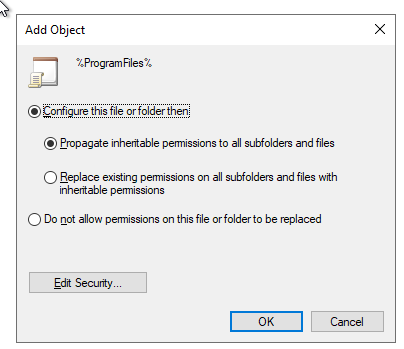 Add Object
%ProgramFiles%
Configure this file or folder then
Propagate inheritable permissions to all subfolders and files
Replace existing permissions on all subfolders and files with
inheritable permissions
Do not allow permissions on this file or folder to be replaced
Edit Security...
OK
Cancel